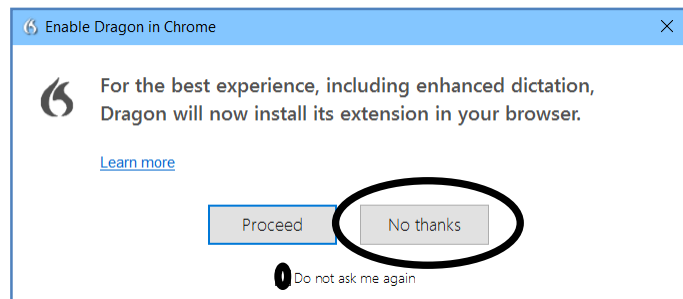 Enable Dragon in Chrome
For the best experience, including enhanced dictation,
Dragon will now install its extension in your browser.
Learn more
Proceed
No thanks
Do not ask me again